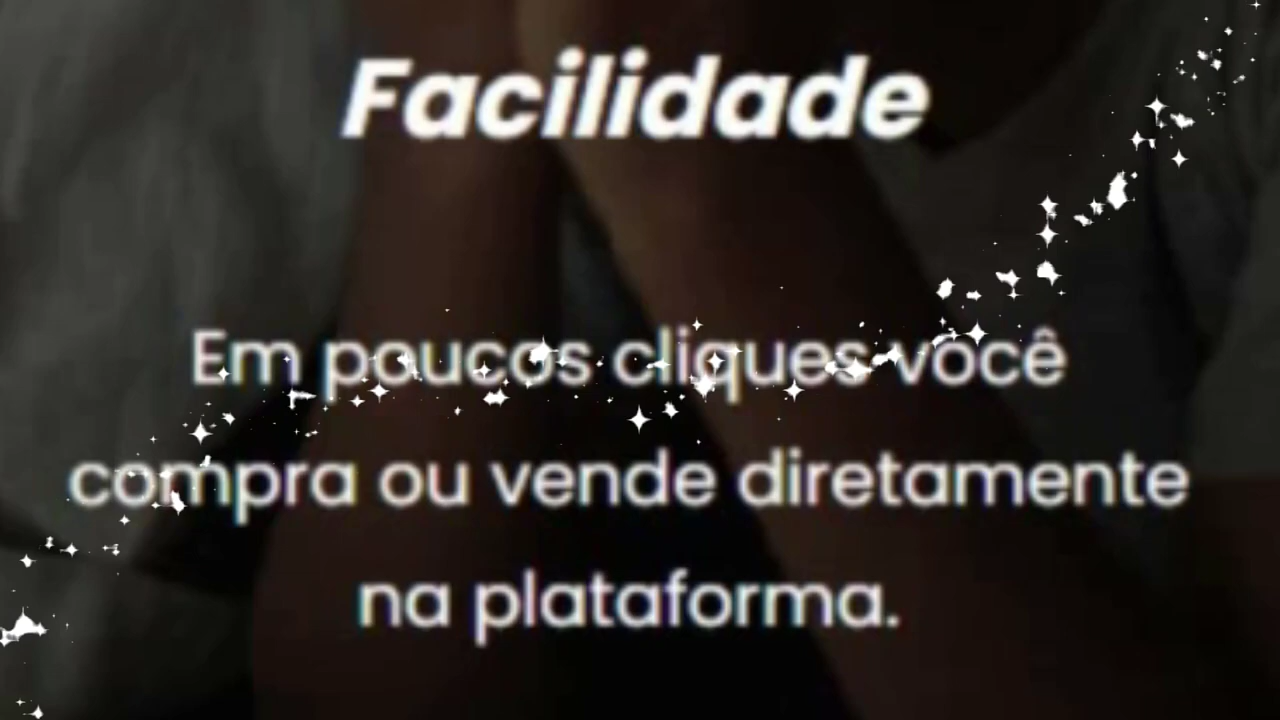 Facilidade
Em poucos cliques você
compra ou vende diretamente
na plataforma.